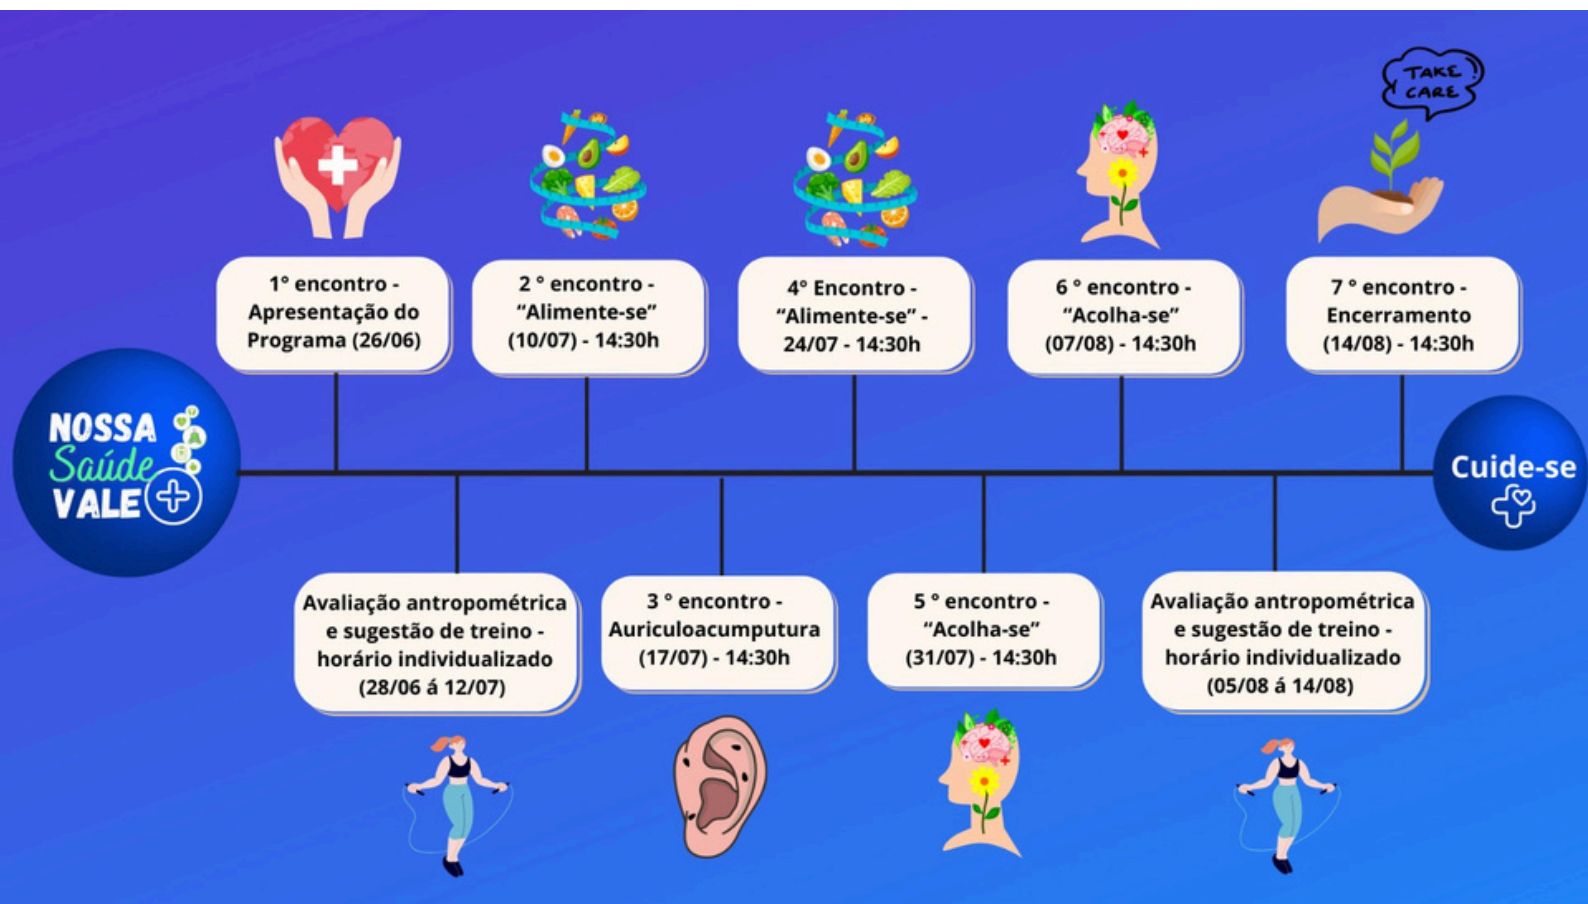 TAKE
CARE !
1° encontro -
Apresentação do
Programa (26/06)
2 ° encontro -
“Alimente-se”
(10/07) - 14:30h
4° Encontro -
“Alimente-se” -
24/07 - 14:30h
6 ° encontro -
“Acolha-se”
(07/08) - 14:30h
7 ° encontro -
Encerramento
(14/08) - 14:30h
NOSSA
Saúde
VALE
Cuide-se
Avaliação antropométrica
e sugestão de treino -
horário individualizado
(28/06 á 12/07)
3 ° encontro -
Auriculoacumputura
(17/07) - 14:30h
5 ° encontro -
“Acolha-se”
(31/07) - 14:30h
Avaliação antropométrica
e sugestão de treino -
horário individualizado
(05/08 á 14/08)